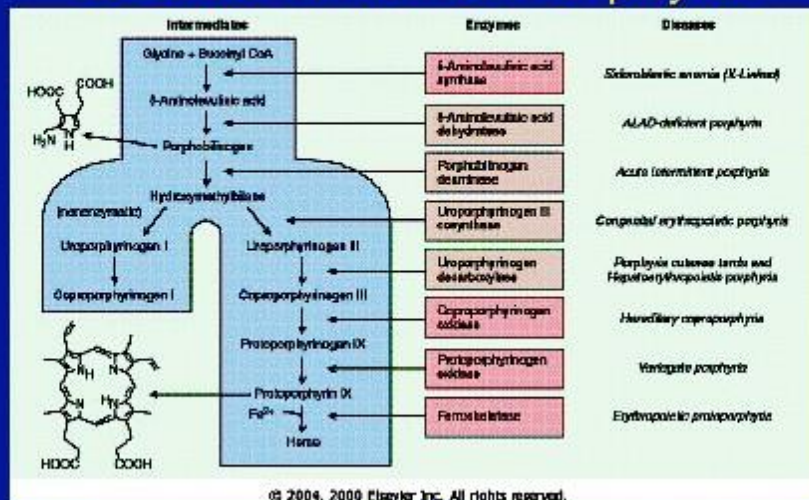 Intermediates
Enzymes
Diseases
Glycine + Succinyl CoA
δ-Aminolevulinic acid
Porphobilinogen
Hydroxymethylbilane
(nonenzymatic)
Uroporphyrinogen I
Uroporphyrinogen III
Coproporphyrinogen I
Coproporphyrinogen III
Protoporphyrinogen IX
Protoporphyrin IX
Fe²⁺
Heme
HOOC
COOH
H₂N
N
H
δ-Aminolevulinic acid
synthase
δ-Aminolevulinic acid
dehydratase
Porphobilinogen
deaminase
Uroporphyrinogen III
cosynthase
Uroporphyrinogen
decarboxylase
Coproporphyrinogen
oxidase
Protoporphyrinogen
oxidase
Ferrochelatase
Sideroblastic anemia (X-Linked)
ALAD-deficient porphyria
Acute intermittent porphyria
Congenital erythropoietic porphyria
Porphyria cutanea tarda and
Hepatoerythropoietic porphyria
Hereditary coproporphyria
Variegate porphyria
Erythropoietic protoporphyria
N
H
N
N
H
N
HOOC
COOH
© 2004, 2000 Elsevier Inc. All rights reserved.